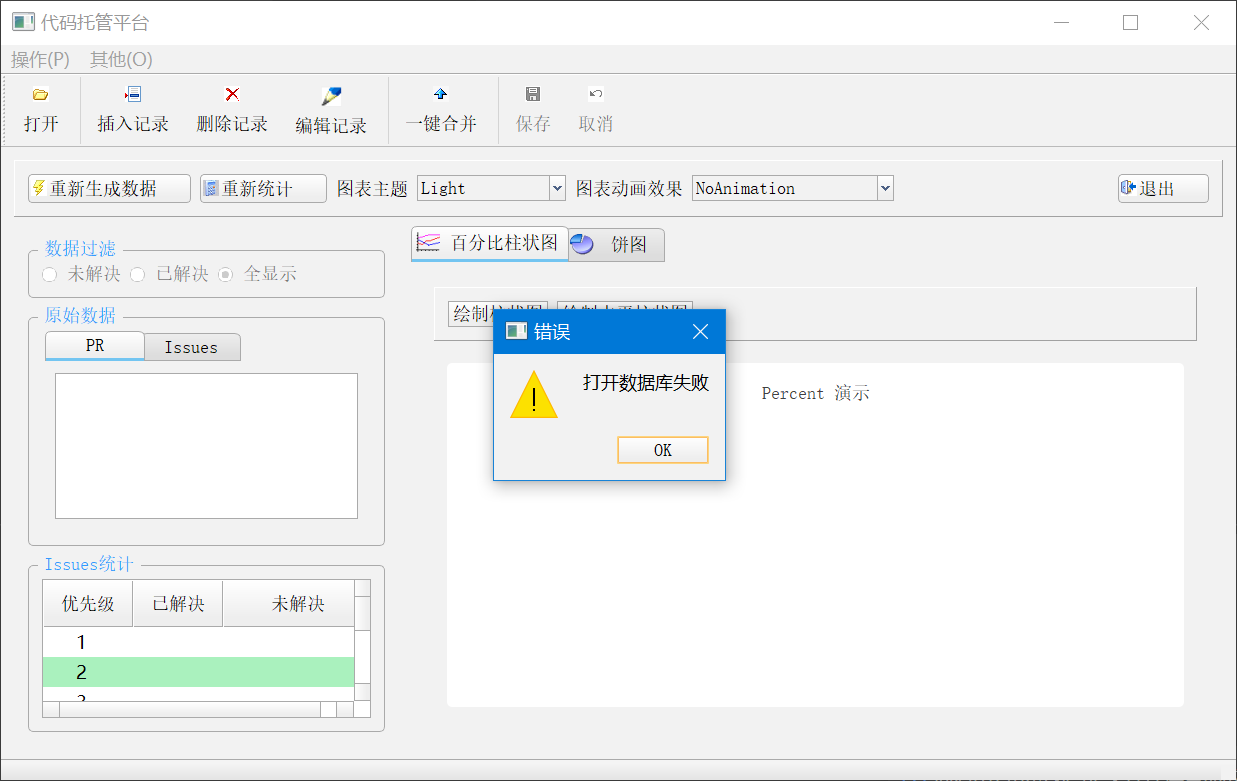 代码托管平台
操作(P) 其他(O)
打开 插入记录 删除记录 编辑记录 一键合并 保存 取消
重新生成数据 重新统计 图表主题 Light 图表动画效果 NoAnimation 退出
数据过滤
未解决 已解决 全显示
百分比柱状图 饼图
原始数据
PR Issues
错误
打开数据库失败
OK
Percent 演示
Issues统计
优先级 已解决 未解决
1
2